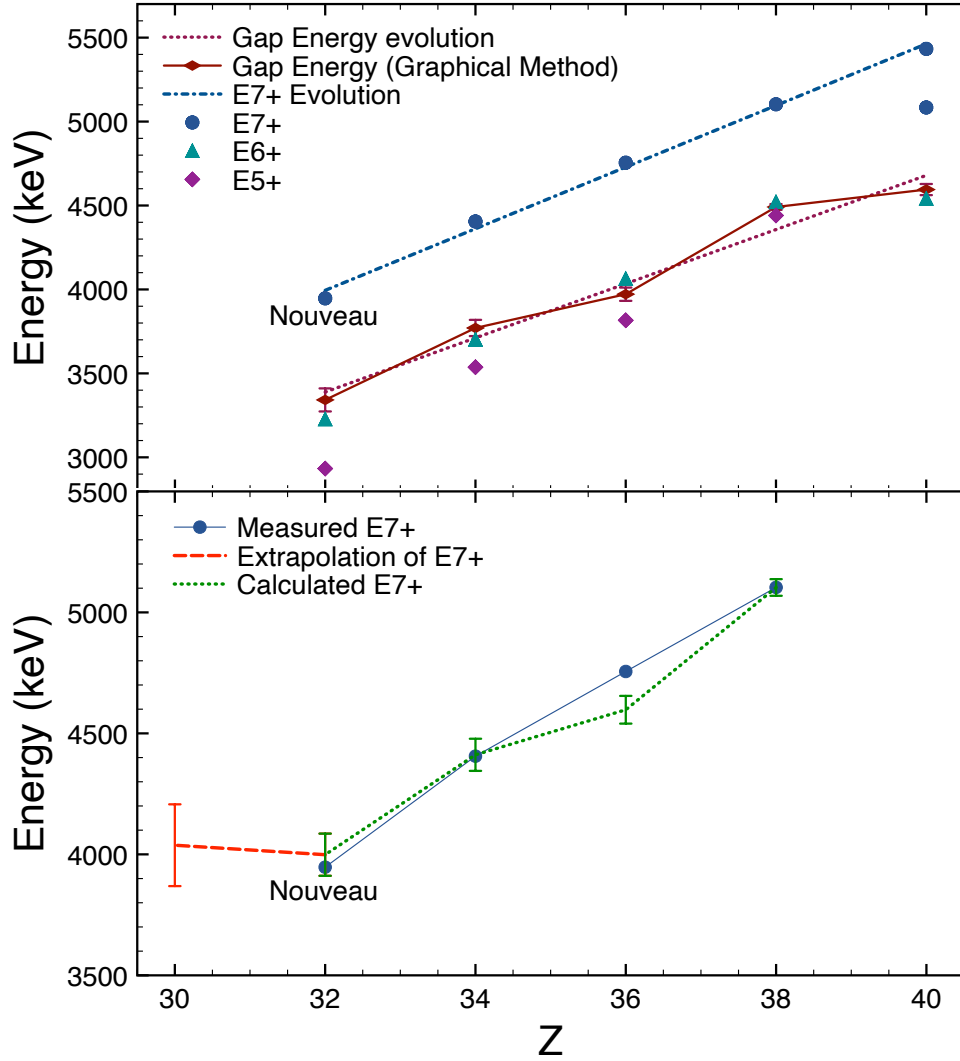 5500
5000
4500
4000
3500
3000
Energy (keV)
Gap Energy evolution
Gap Energy (Graphical Method)
E7+ Evolution
E7+
E6+
E5+
Nouveau
5500
5000
4500
4000
3500
Energy (keV)
Measured E7+
Extrapolation of E7+
Calculated E7+
Nouveau
30 32 34 36 38 40
Z